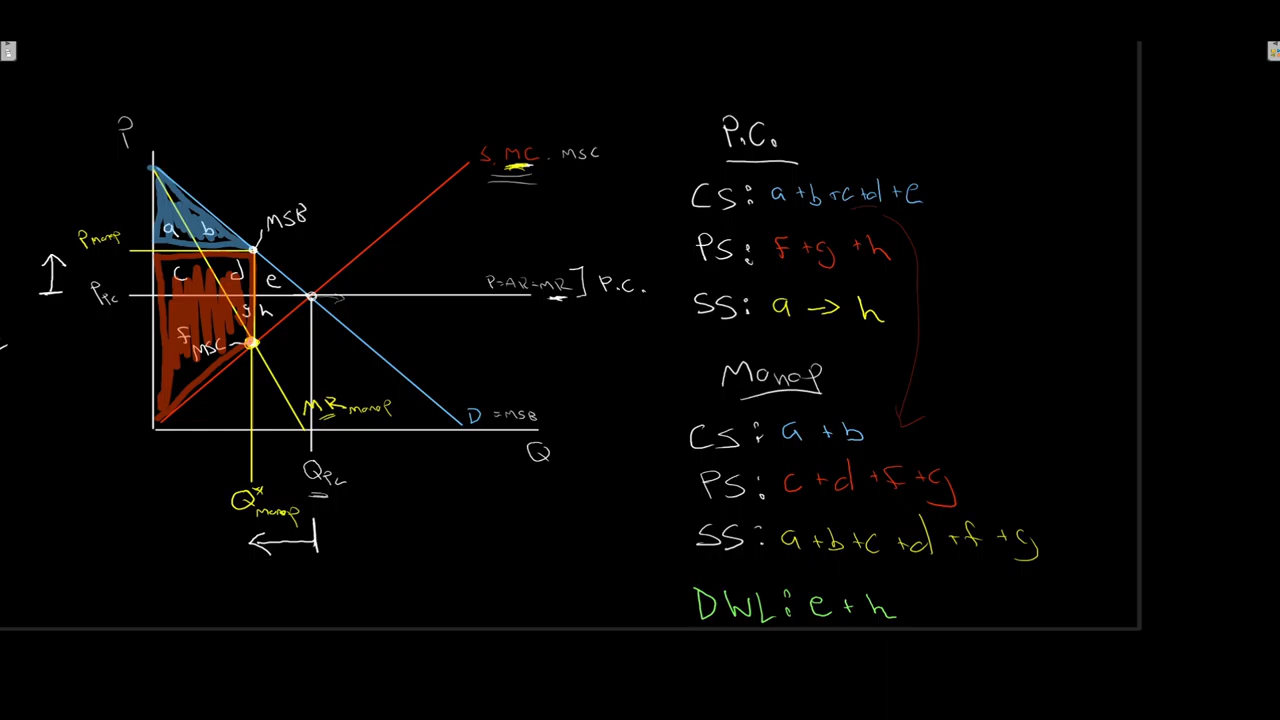 P
S, MC. MSC
MSB
a b
Pmonop
c d e
P=AR=MR] P.C.
Ppc
g h
f
MSC
MRmonop
D =MSB
Q
Qpc
Q*monop
P.C.
CS: a+b+c+d+e
PS: f+g+h
SS: a → h
Monop
CS: a+b
PS: c+d+f+g
SS: a+b+c+d+f+g
DWL: e+h